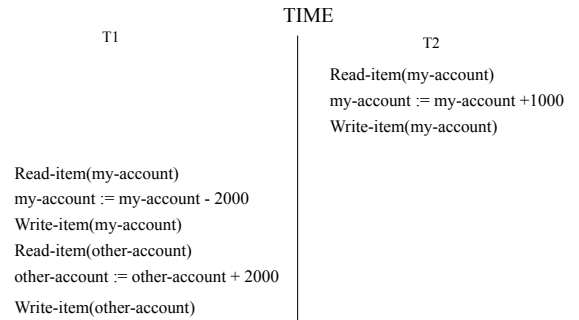 TIME
T1
T2
Read-item(my-account)
my-account := my-account +1000
Write-item(my-account)
Read-item(my-account)
my-account := my-account - 2000
Write-item(my-account)
Read-item(other-account)
other-account := other-account + 2000
Write-item(other-account)